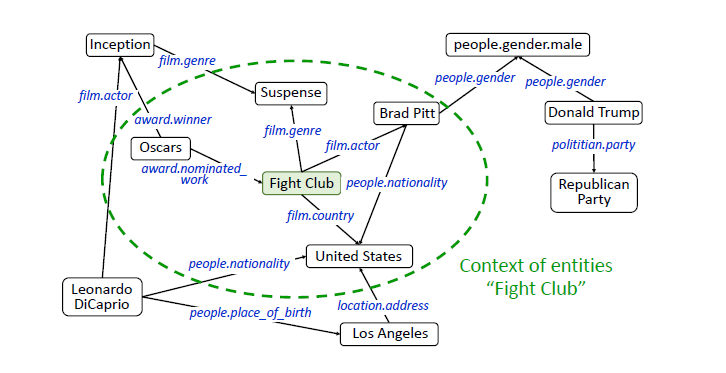 Inception
people.gender.male
film.genre
people.gender
people.gender
Suspense
film.actor
Brad Pitt
Donald Trump
award.winner
film.genre
Oscars
film.actor
polititian.party
award.nominated_
work
Fight Club
people.nationality
Republican
Party
film.country
United States
people.nationality
Context of entities
“Fight Club”
Leonardo
DiCaprio
location.address
people.place_of_birth
Los Angeles